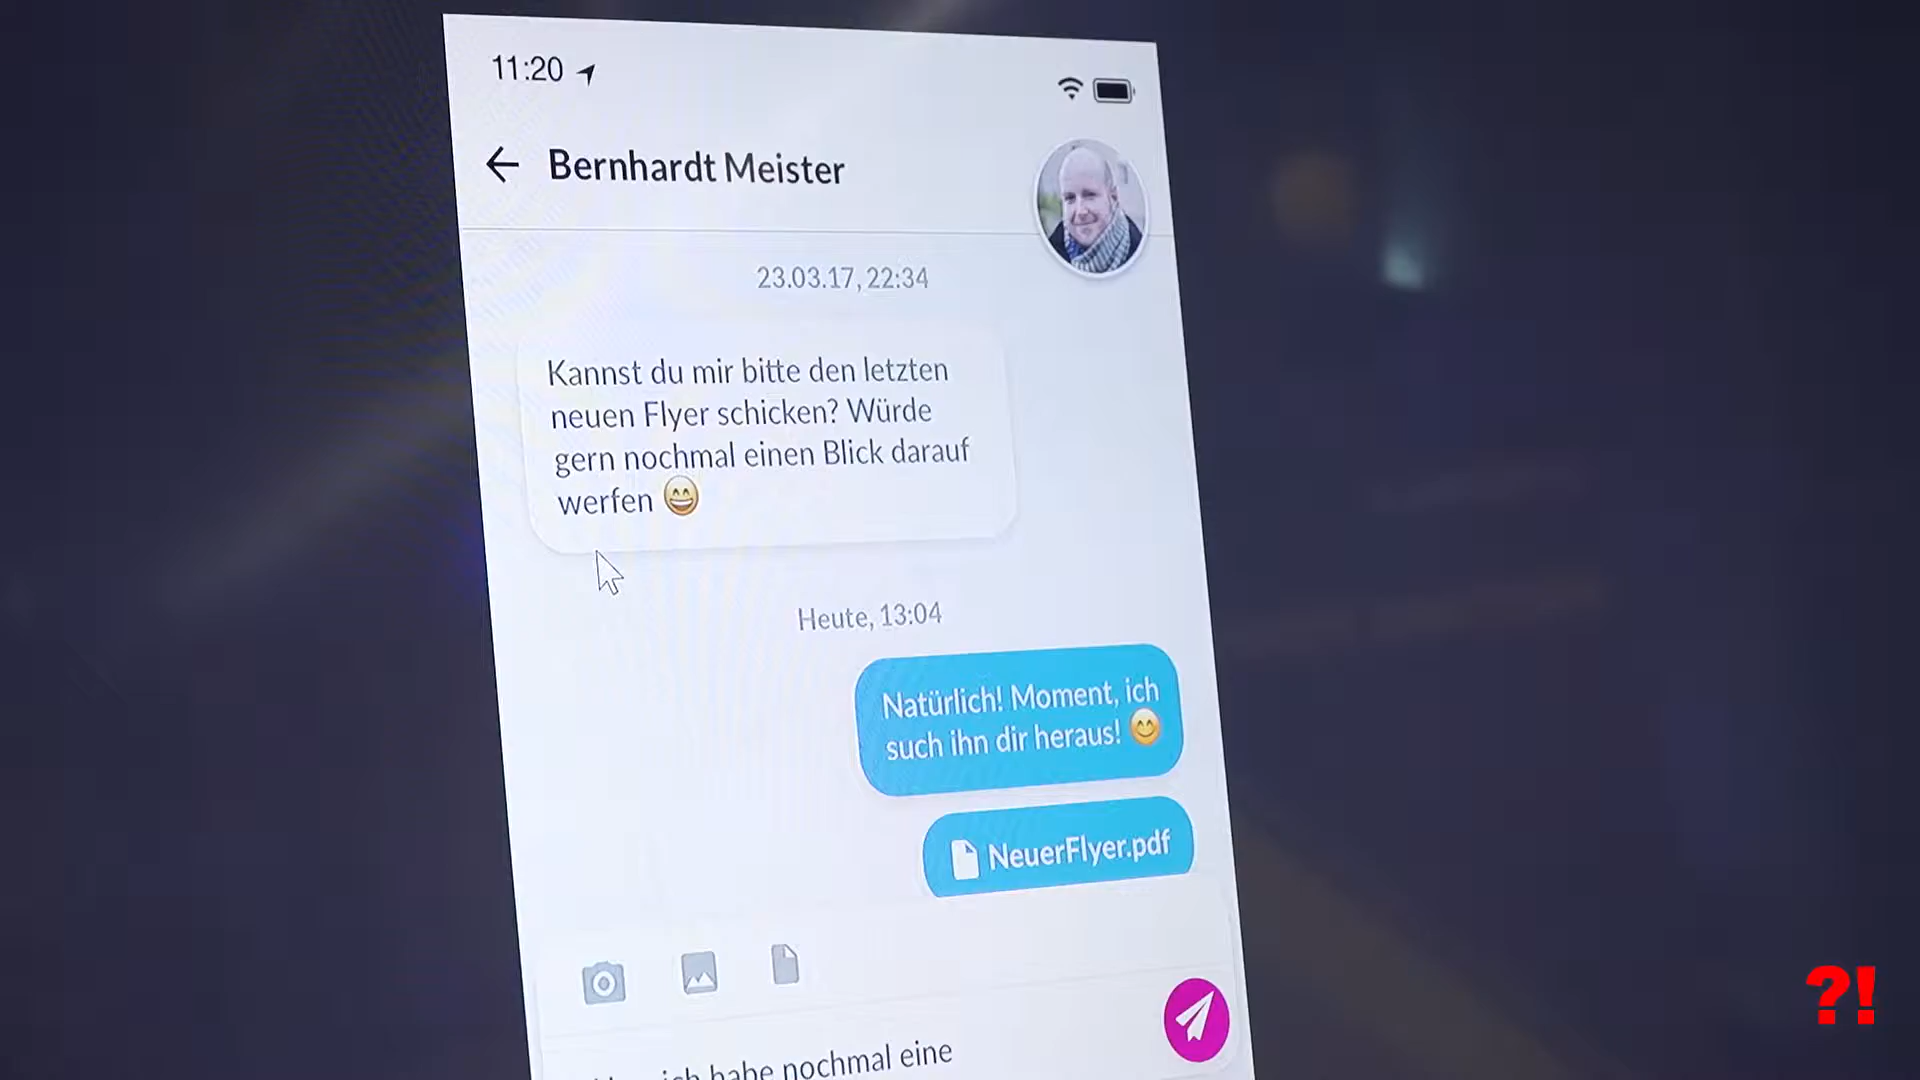 11:20
Bernhardt Meister
23.03.17, 22:34
Kannst du mir bitte den letzten
neuen Flyer schicken? Würde
gern nochmal einen Blick darauf
werfen 😄
Heute, 13:04
Natürlich! Moment, ich
such ihn dir heraus! 😊
NeuerFlyer.pdf
ich habe nochmal eine
?!